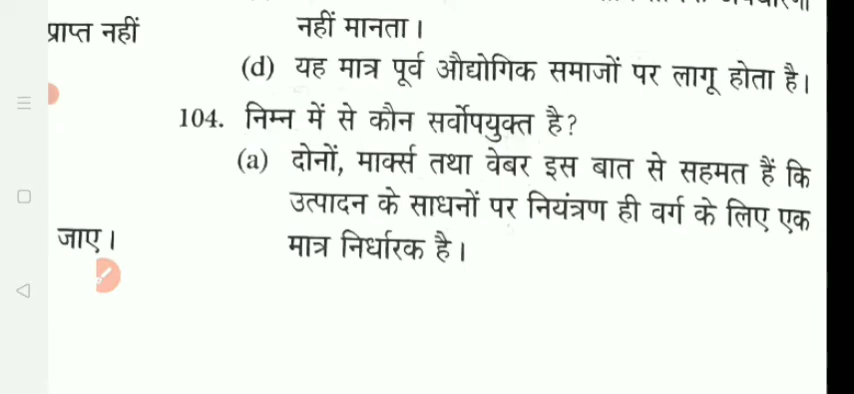 प्राप्त नहीं
नहीं मानता।
(d) यह मात्र पूर्व औद्योगिक समाजों पर लागू होता है।
104. निम्न में से कौन सर्वोपयुक्त है?
(a) दोनों, मार्क्स तथा वेबर इस बात से सहमत हैं कि
उत्पादन के साधनों पर नियंत्रण ही वर्ग के लिए एक
जाए।
मात्र निर्धारक है।